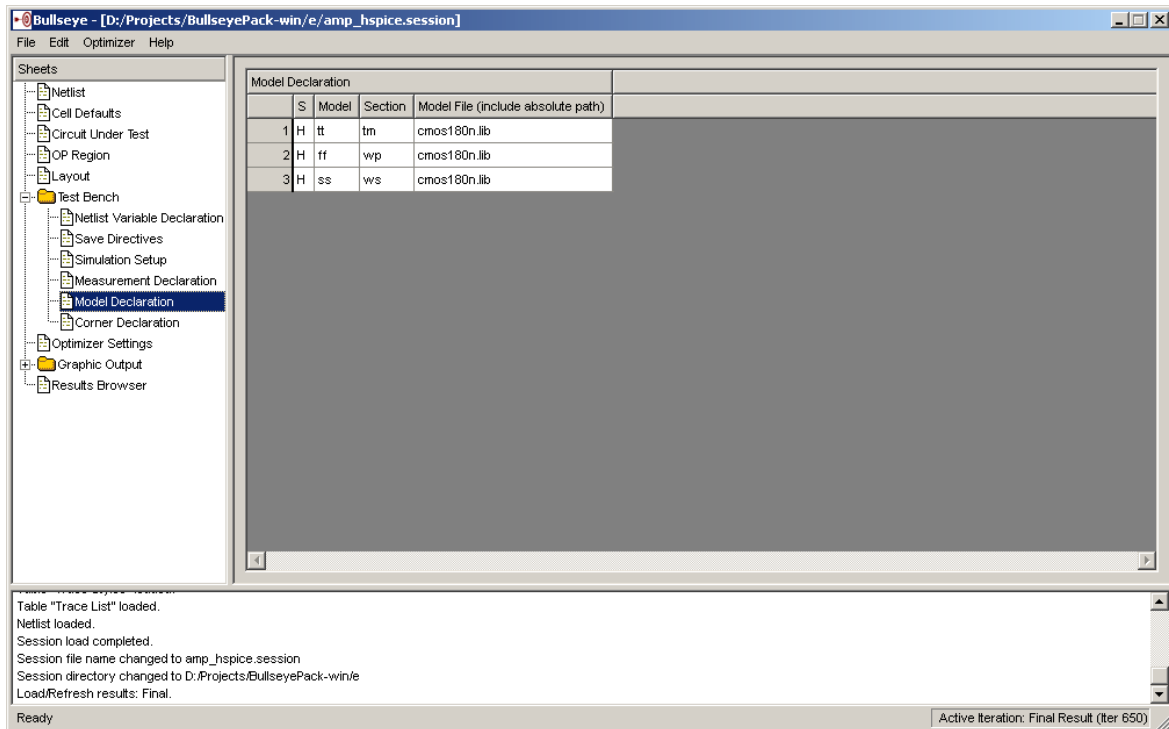 Bullseye - [D:/Projects/BullseyePack-win/e/amp_hspice.session]
File Edit Optimizer Help
Sheets
Netlist
Cell Defaults
Circuit Under Test
OP Region
Layout
Test Bench
Netlist Variable Declaration
Save Directives
Simulation Setup
Measurement Declaration
Model Declaration
Corner Declaration
Optimizer Settings
Graphic Output
Results Browser
Model Declaration
S Model Section Model File (include absolute path)
1 H tt tm cmos180n.lib
2 H ff wp cmos180n.lib
3 H ss ws cmos180n.lib
Table "Trace List" loaded.
Netlist loaded.
Session load completed.
Session file name changed to amp_hspice.session
Session directory changed to D:/Projects/BullseyePack-win/e
Load/Refresh results: Final.
Ready
Active Iteration: Final Result (Iter 650)